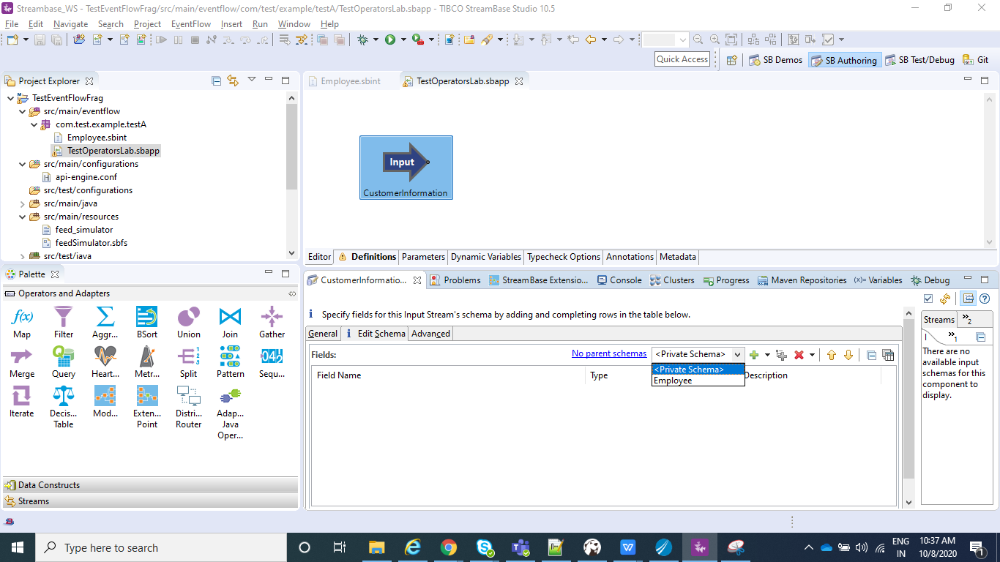 Streambase_WS - TestEventFlowFrag/src/main/eventflow/com/test/example/testA/TestOperatorsLab.sbapp - TIBCO StreamBase Studio 10.5
File Edit Navigate Search Project EventFlow Insert Run Window Help
Quick Access
SB Demos SB Authoring SB Test/Debug Git
Project Explorer
TestEventFlowFrag
src/main/eventflow
com.test.example.testA
Employee.sbint
TestOperatorsLab.sbapp
src/main/configurations
api-engine.conf
src/test/configurations
src/main/java
src/main/resources
feed_simulator
feedSimulator.sbfs
src/test/java
Employee.sbint TestOperatorsLab.sbapp
Input
CustomerInformation
Editor Definitions Parameters Dynamic Variables Typecheck Options Annotations Metadata
Palette
Operators and Adapters
f(x)
Map Filter Aggr... BSort Union Join Gather
Merge Query Heart... Metr... Split Pattern Sequ...
Iterate Decis... Table Mod... Exten... Point Distri... Router Adap... Java Oper...
Data Constructs
Streams
CustomerInformatio... Problems StreamBase Extensio... Console Clusters Progress Maven Repositories (x)= Variables Debug
Specify fields for this Input Stream's schema by adding and completing rows in the table below.
General Edit Schema Advanced
Fields: No parent schemas <Private Schema>
<Private Schema>
Employee
Field Name Type Description
Streams »2
I »1
There are no
available input
schemas for this
component to
display.
Type here to search
ENG
IN
10:37 AM
10/8/2020
1